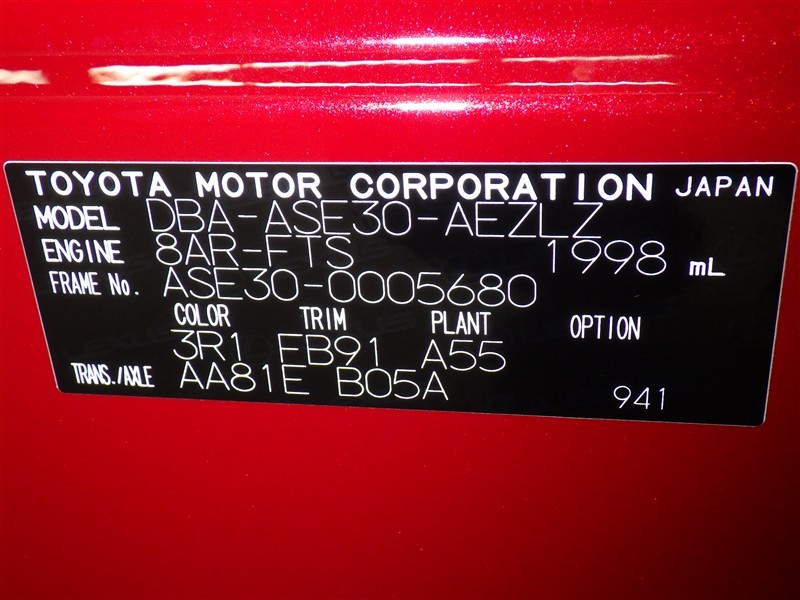 TOYOTA MOTOR CORPORATION JAPAN
MODEL DBA-ASE30-AEZLZ
ENGINE 8AR-FTS 1998 mL
FRAME No. ASE30-0005680
COLOR TRIM PLANT OPTION
3R1 FB91 A55
TRANS./AXLE AA81E B05A 941